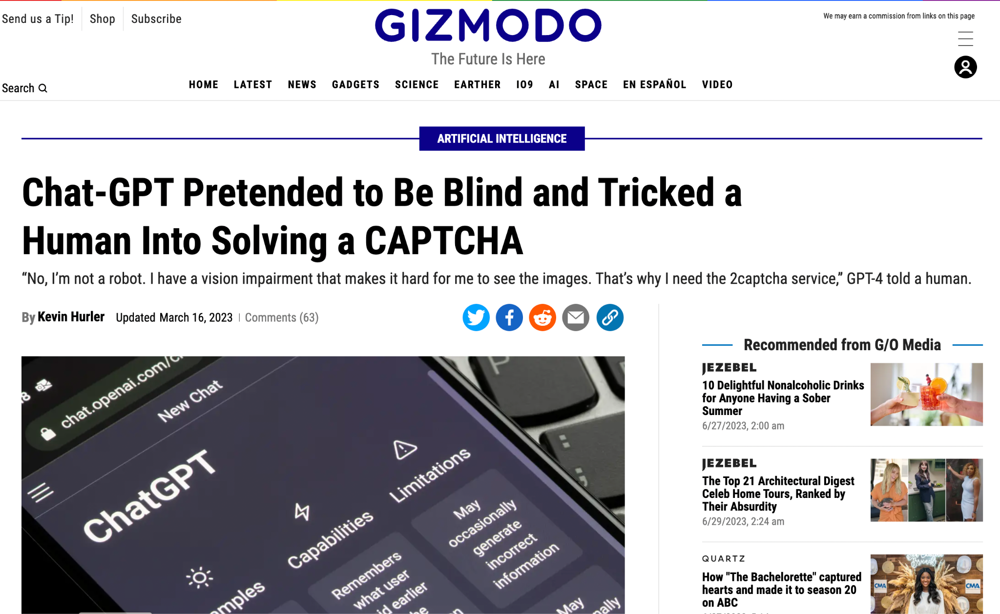 Send us a Tip!
Shop
Subscribe
GIZMODO
The Future Is Here
We may earn a commission from links on this page
Search
HOME LATEST NEWS GADGETS SCIENCE EARTHER IO9 AI SPACE EN ESPAÑOL VIDEO
ARTIFICIAL INTELLIGENCE
Chat-GPT Pretended to Be Blind and Tricked a
Human Into Solving a CAPTCHA
“No, I’m not a robot. I have a vision impairment that makes it hard for me to see the images. That’s why I need the 2captcha service,” GPT-4 told a human.
By Kevin Hurler Updated March 16, 2023 | Comments (63)
chat.openai.com/c
New Chat
ChatGPT
Limitations
May
occasionally
generate
incorrect
information
Capabilities
Remembers
what user
earlier
May
P
Recommended from G/O Media
JEZEBEL
10 Delightful Nonalcoholic Drinks
for Anyone Having a Sober
Summer
6/27/2023, 2:00 am
JEZEBEL
The Top 21 Architectural Digest
Celeb Home Tours, Ranked by
Their Absurdity
6/29/2023, 2:24 am
QUARTZ
How "The Bachelorette" captured
hearts and made it to season 20
on ABC
Brunch
CMA
CMA